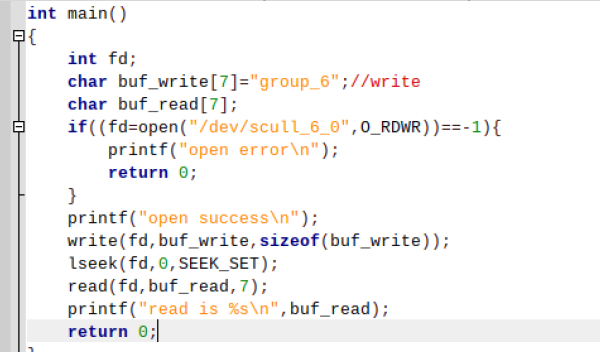 int main()
{
    int fd;
    char buf_write[7]="group_6";//write
    char buf_read[7];
    if((fd=open("/dev/scull_6_0",O_RDWR))==-1){
        printf("open error\n");
        return 0;
    }
    printf("open success\n");
    write(fd,buf_write,sizeof(buf_write));
    lseek(fd,0,SEEK_SET);
    read(fd,buf_read,7);
    printf("read is %s\n",buf_read);
    return 0;